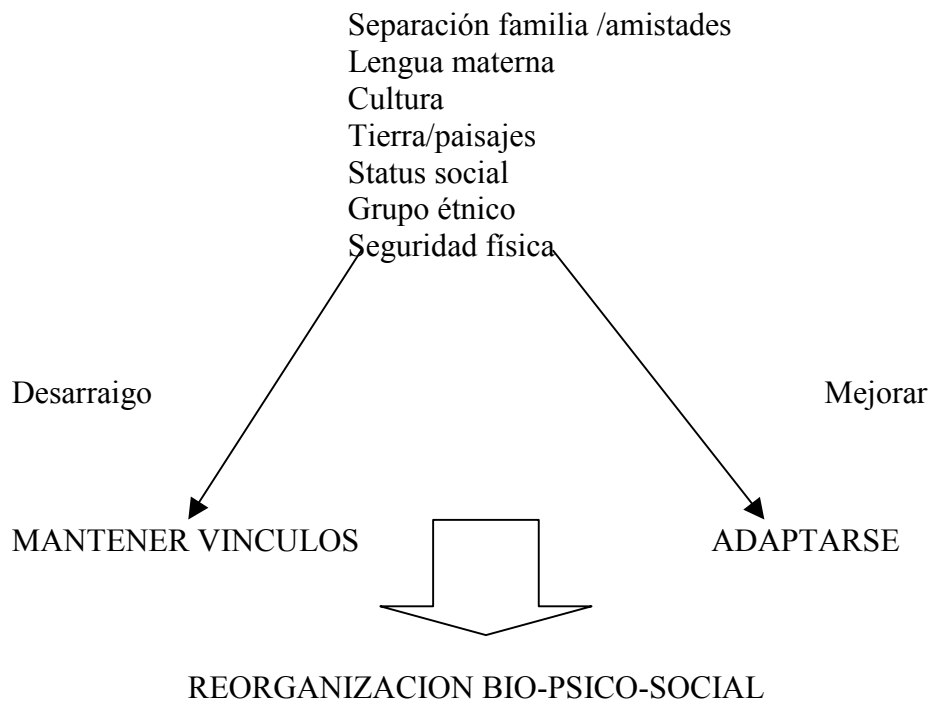 Separación familia /amistades
Lengua materna
Cultura
Tierra/paisajes
Status social
Grupo étnico
Seguridad física
Desarraigo Mejorar
MANTENER VINCULOS ADAPTARSE
REORGANIZACION BIO-PSICO-SOCIAL